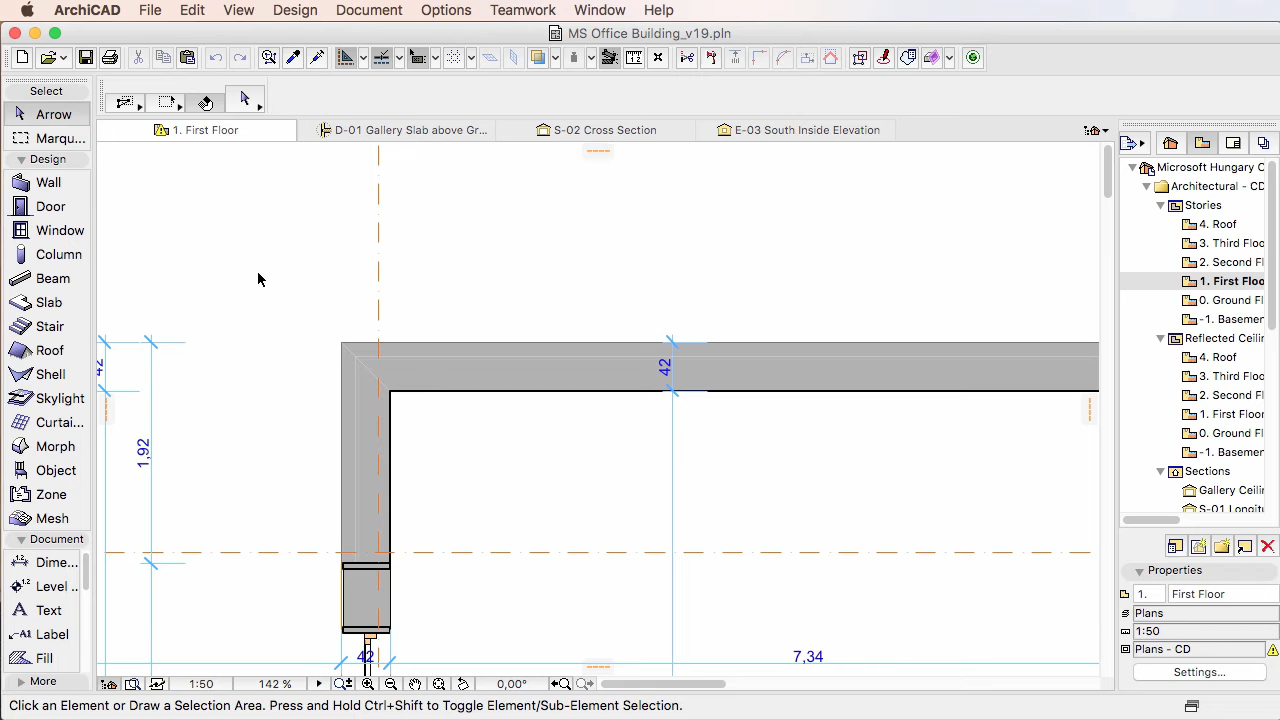 ArchiCAD File Edit View Design Document Options Teamwork Window Help
MS Office Building_v19.pln
Select
Arrow
Marqu...
Design
Wall
Door
Window
Column
Beam
Slab
Stair
Roof
Shell
Skylight
Curtai...
Morph
Object
Zone
Mesh
Document
Dime...
Level ...
Text
A1 Label
Fill
More
1. First Floor
D-01 Gallery Slab above Gr...
S-02 Cross Section
E-03 South Inside Elevation
42
1,92
42
42
7,34
1:50
142 %
0,00°
Microsoft Hungary C
Architectural - CD
Stories
4. Roof
3. Third Floo
2. Second Fl
1. First Floo
0. Ground Fl
-1. Basemen
Reflected Ceilin
4. Roof
3. Third Floo
2. Second Fl
1. First Floor
0. Ground Fl
-1. Basemen
Sections
Gallery Ceilin
S-01 Longitu
Properties
1. First Floor
Plans
1:50
Plans - CD
Settings...
Click an Element or Draw a Selection Area. Press and Hold Ctrl+Shift to Toggle Element/Sub-Element Selection.